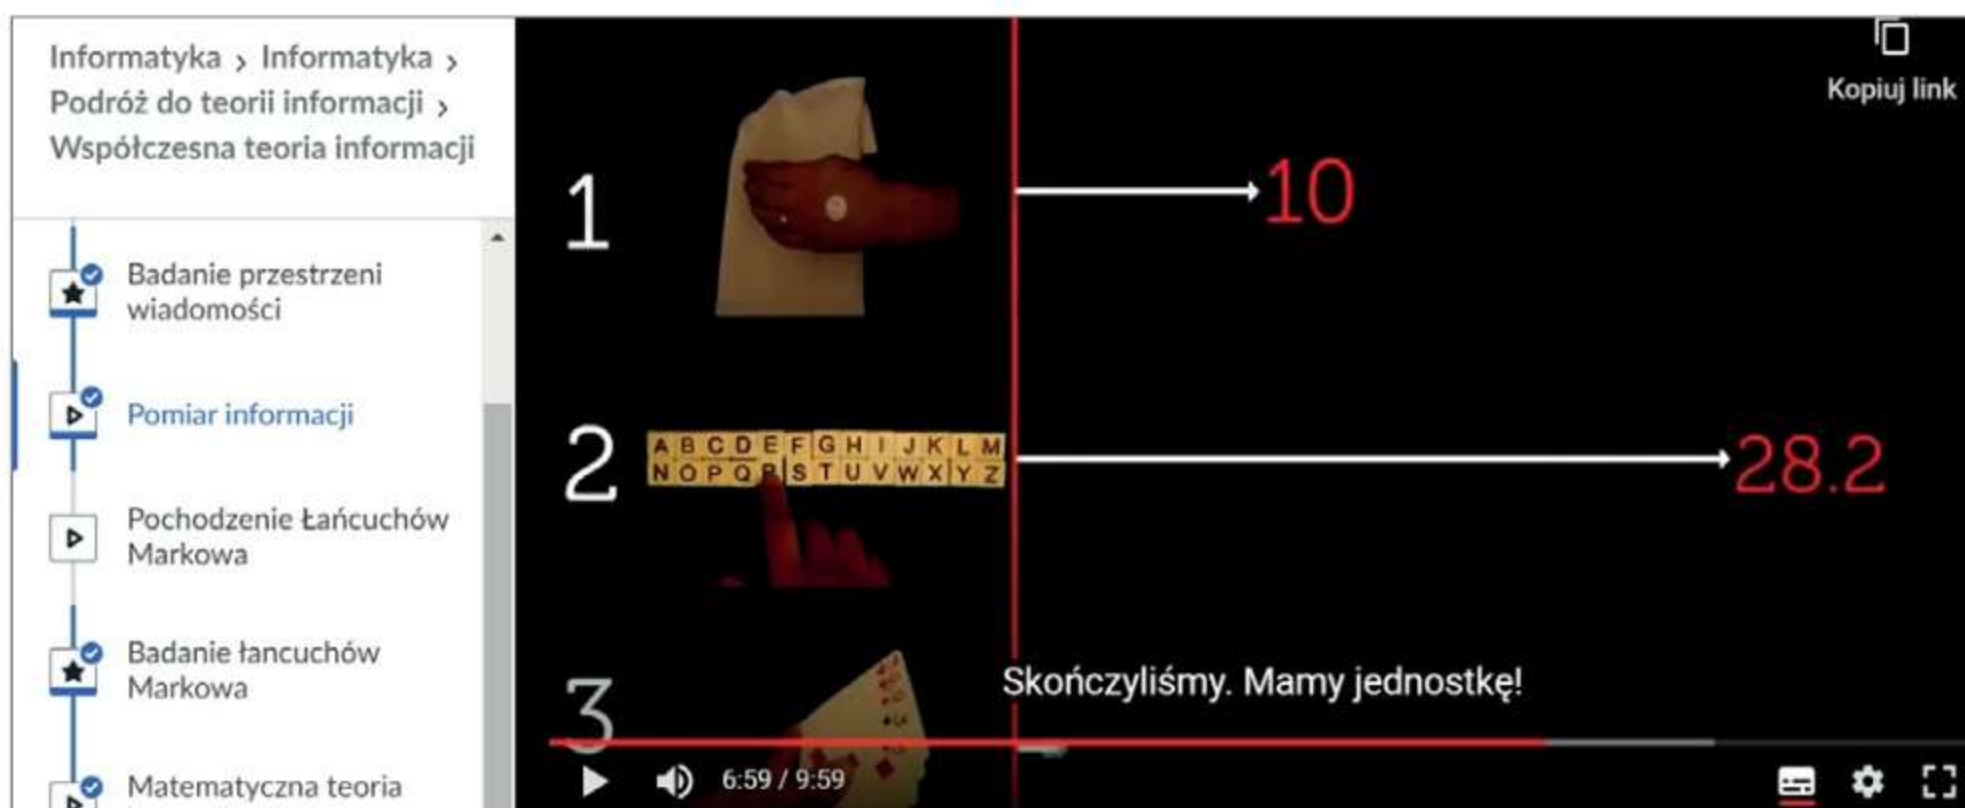 Informatyka › Informatyka ›
Podróż do teorii informacji ›
Współczesna teoria informacji
Badanie przestrzeni
wiadomości
Pomiar informacji
Pochodzenie Łańcuchów
Markowa
Badanie łancuchów
Markowa
Matematyczna teoria
Kopiuj link
1
10
2
A B C D E F G H I J K L M
N O P Q R S T U V W X Y Z
28.2
3
Skończyliśmy. Mamy jednostkę!
6:59 / 9:59